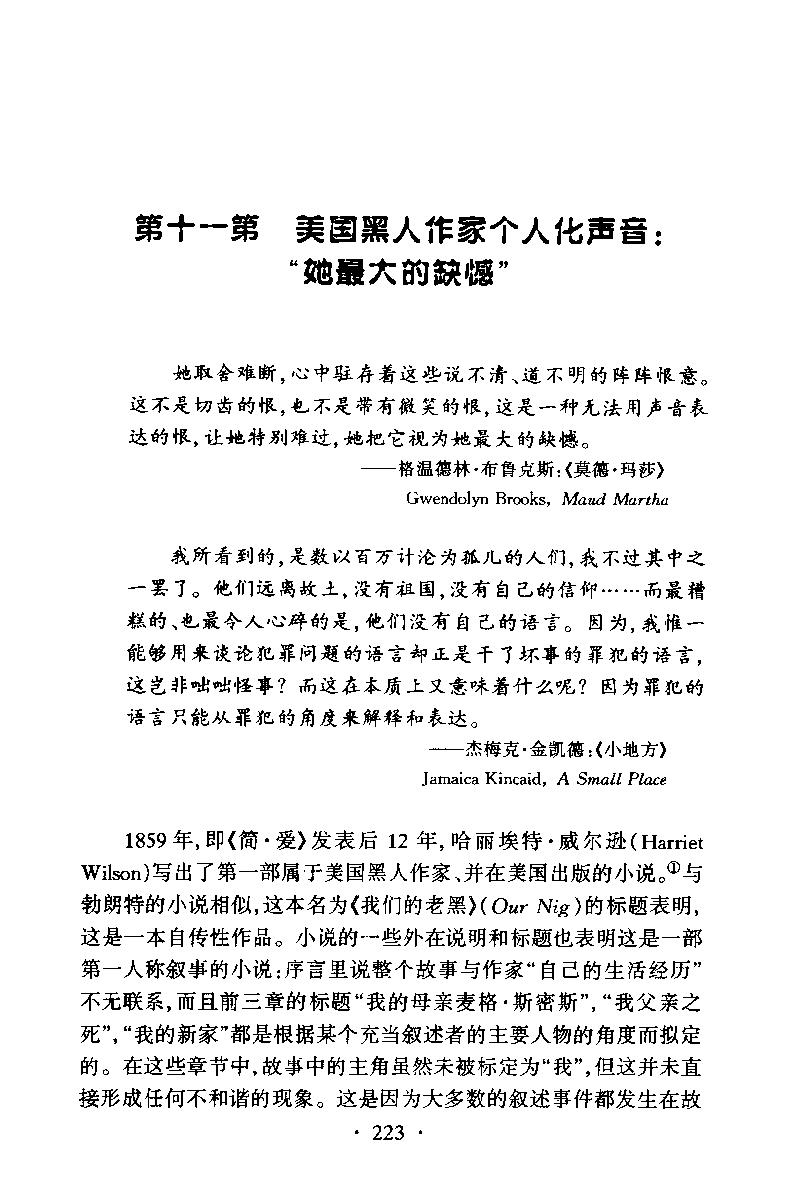 第十一第 美国黑人作家个人化声音:
“她最大的缺憾”
她取舍难断,心中驻存着这些说不清、道不明的阵阵恨意。
这不是切齿的恨,也不是带有微笑的恨,这是一种无法用声音表
达的恨,让她特别难过,她把它视为她最大的缺憾。
——格温德林·布鲁克斯:《莫德·玛莎》
Gwendolyn Brooks, Maud Martha
我所看到的,是数以百万计沦为孤儿的人们,我不过其中之
一罢了。他们远离故土,没有祖国,没有自己的信仰……而最糟
糕的、也最令人心碎的是,他们没有自己的语言。因为,我惟一
能够用来谈论犯罪问题的语言却正是干了坏事的罪犯的语言,
这岂非咄咄怪事?而这在本质上又意味着什么呢?因为罪犯的
语言只能从罪犯的角度来解释和表达。
——杰梅克·金凯德:《小地方》
Jamaica Kincaid, A Small Place
1859年,即《简·爱》发表后12年,哈丽埃特·威尔逊(Harriet
Wilson)写出了第一部属于美国黑人作家、并在美国出版的小说。①与
勃朗特的小说相似,这本名为《我们的老黑》(Our Nig)的标题表明,
这是一本自传性作品。小说的一些外在说明和标题也表明这是一部
第一人称叙事的小说:序言里说整个故事与作家“自己的生活经历”
不无联系,而且前三章的标题“我的母亲麦格·斯密斯”,“我父亲之
死”,“我的新家”都是根据某个充当叙述者的主要人物的角度而拟定
的。在这些章节中,故事中的主角虽然未被标定为“我”,但这并未直
接形成任何不和谐的现象。这是因为大多数的叙述事件都发生在故
· 223 ·